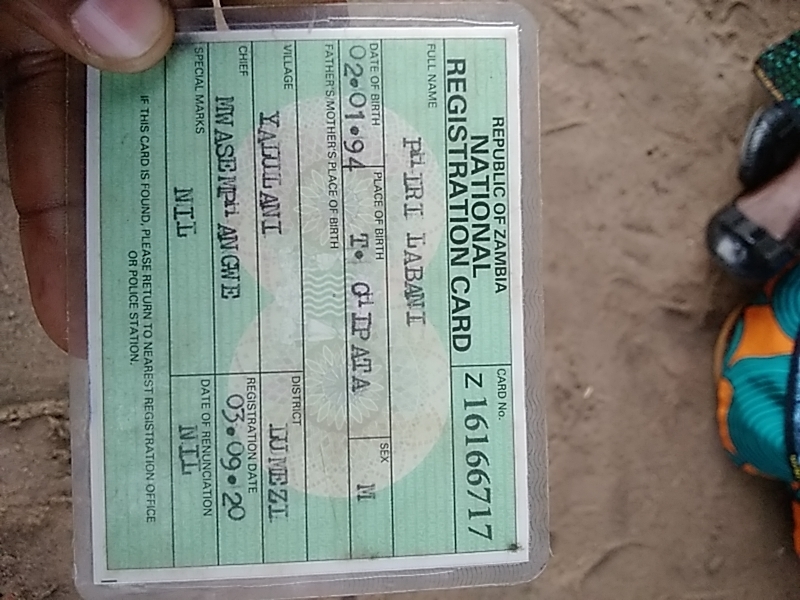 REPUBLIC OF ZAMBIA
NATIONAL
REGISTRATION CARD
CARD No.
Z 16166717
FULL NAME
PHIRI LABANI
DATE OF BIRTH
02.01.94
PLACE OF BIRTH
T. CHIPATA
SEX
M
FATHER'S/MOTHER'S PLACE OF BIRTH
VILLAGE
YALULANI
DISTRICT
LUMEZI
CHIEF
MWASEMPHANGWE
REGISTRATION DATE
03.09.20
SPECIAL MARKS
NIL
DATE OF RENUNCIATION
NIL
IF THIS CARD IS FOUND, PLEASE RETURN TO NEAREST REGISTRATION OFFICE
OR POLICE STATION.